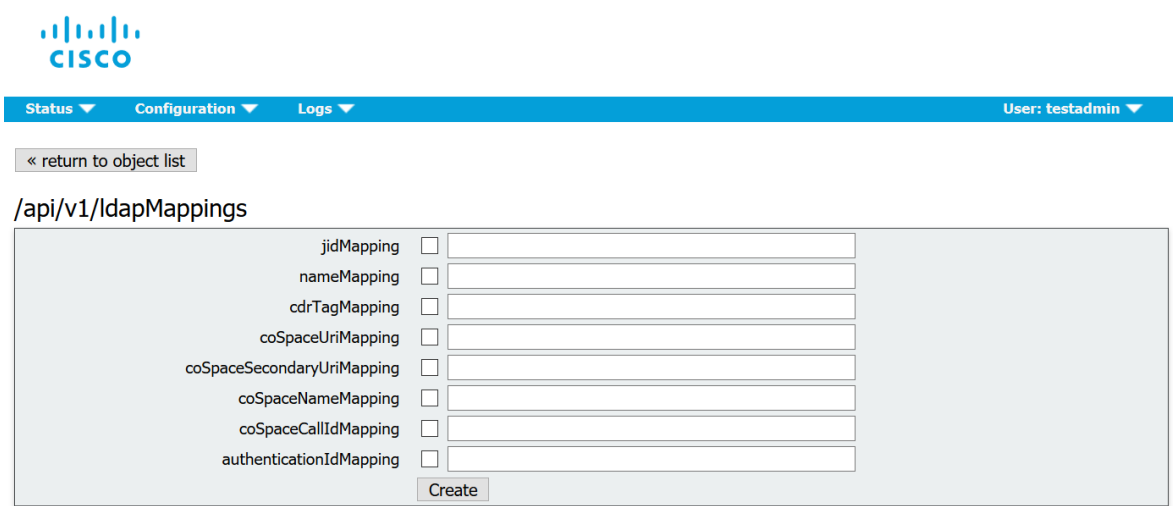 CISCO
Status Configuration Logs User: testadmin
« return to object list
/api/v1/ldapMappings
jidMapping
nameMapping
cdrTagMapping
coSpaceUriMapping
coSpaceSecondaryUriMapping
coSpaceNameMapping
coSpaceCallIdMapping
authenticationIdMapping
Create